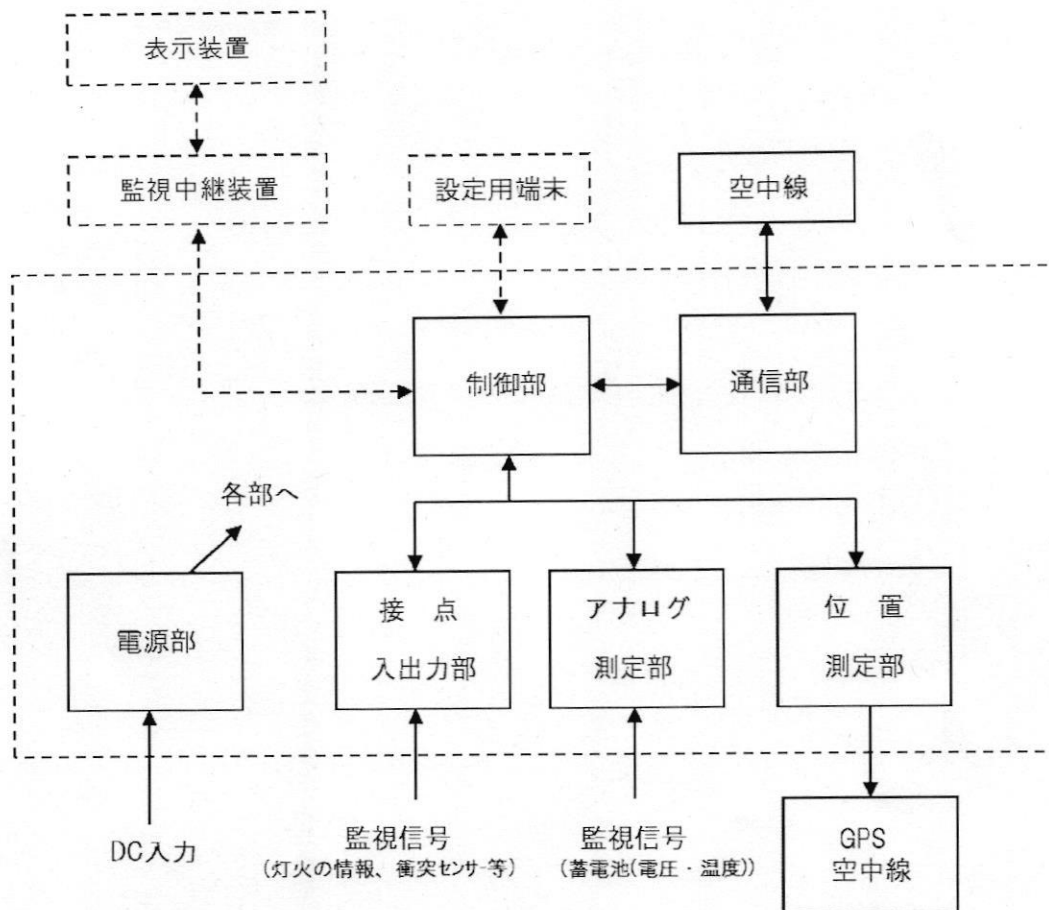 表示装置
監視中継装置
設定用端末
空中線
制御部
通信部
各部へ
電源部
接　点
入出力部
アナログ
測定部
位　置
測定部
DC入力
監視信号
(灯火の情報、衝突センサｰ等)
監視信号
(蓄電池(電圧・温度))
GPS
空中線